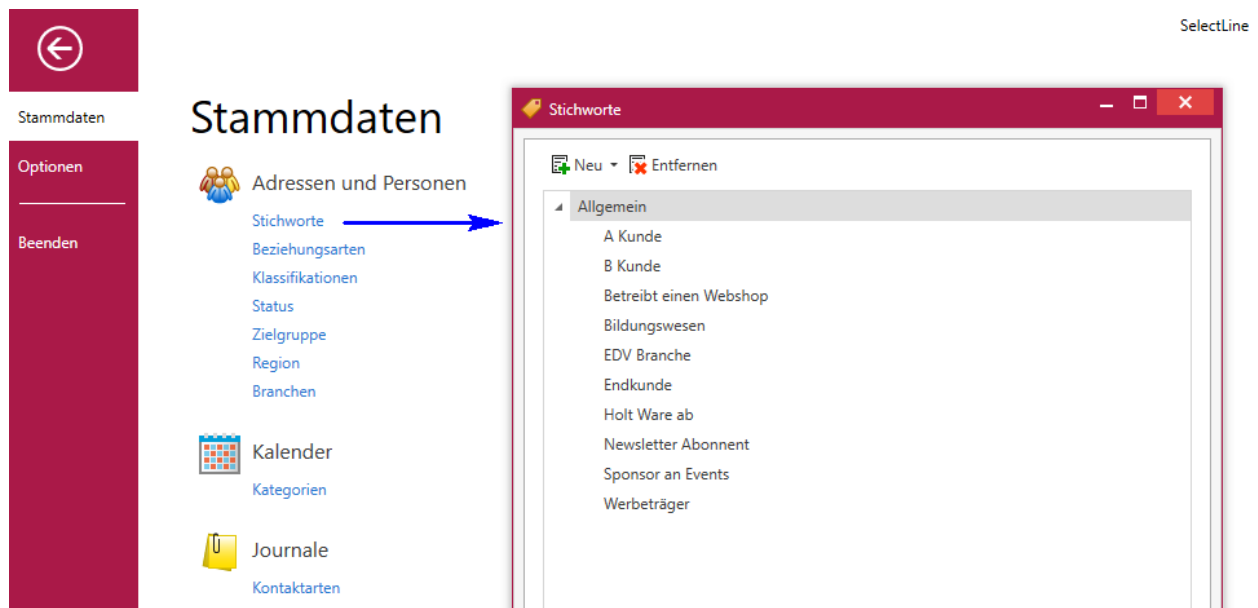 SelectLine
Stammdaten
Optionen
Beenden
Stammdaten
Adressen und Personen
Stichworte
Beziehungsarten
Klassifikationen
Status
Zielgruppe
Region
Branchen
Kalender
Kategorien
Journale
Kontaktarten
Stichworte
Neu Entfernen
Allgemein
A Kunde
B Kunde
Betreibt einen Webshop
Bildungswesen
EDV Branche
Endkunde
Holt Ware ab
Newsletter Abonnent
Sponsor an Events
Werbeträger